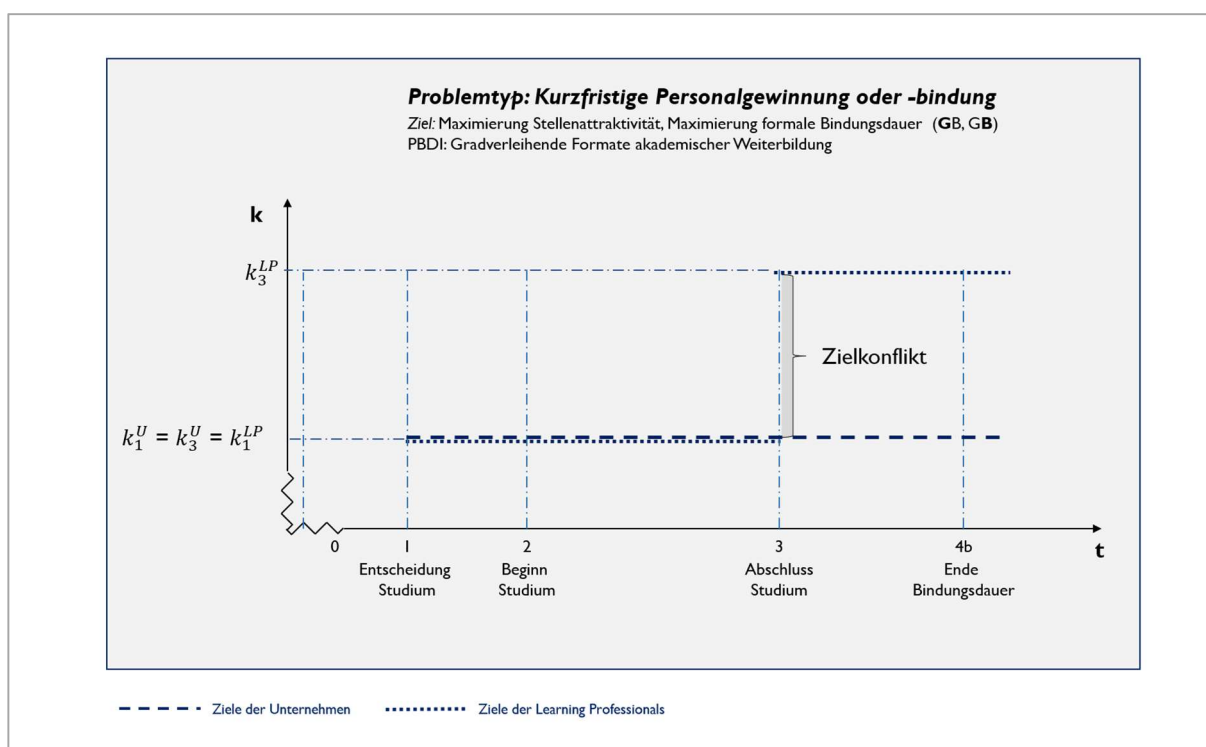 Problemtyp: Kurzfristige Personalgewinnung oder -bindung
Ziel: Maximierung Stellenattraktivität, Maximierung formale Bindungsdauer (GB, GB)
PBDI: Gradverleihende Formate akademischer Weiterbildung
k
k₃^LP
Zielkonflikt
k₁^U = k₃^U = k₁^LP
0 1 2 3 4b t
Entscheidung Beginn Abschluss Ende
Studium Studium Studium Bindungsdauer
Ziele der Unternehmen Ziele der Learning Professionals